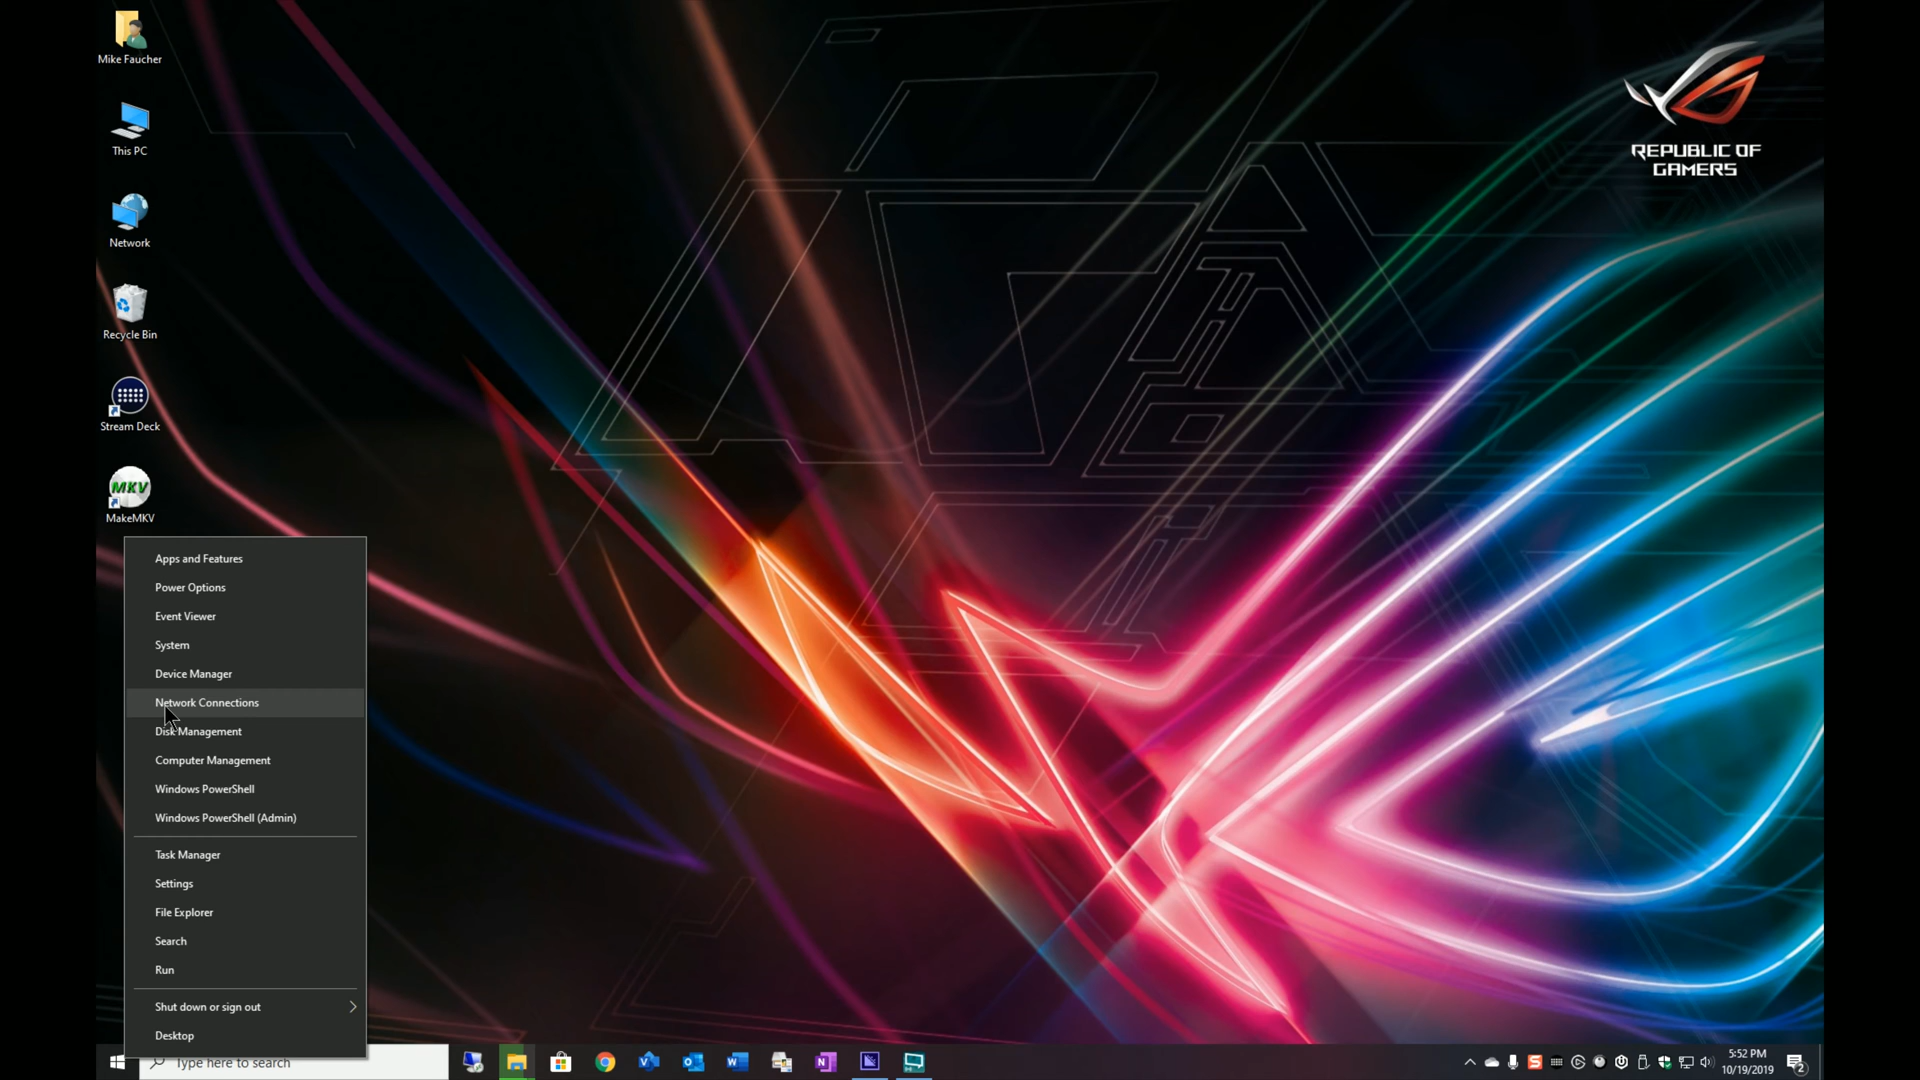 Mike Faucher
This PC
Network
Recycle Bin
Stream Deck
MKV
MakeMKV
REPUBLIC OF
GAMERS
Apps and Features
Power Options
Event Viewer
System
Device Manager
Network Connections
Disk Management
Computer Management
Windows PowerShell
Windows PowerShell (Admin)
Task Manager
Settings
File Explorer
Search
Run
Shut down or sign out
Desktop
Type here to search
5:52 PM
10/19/2019
2